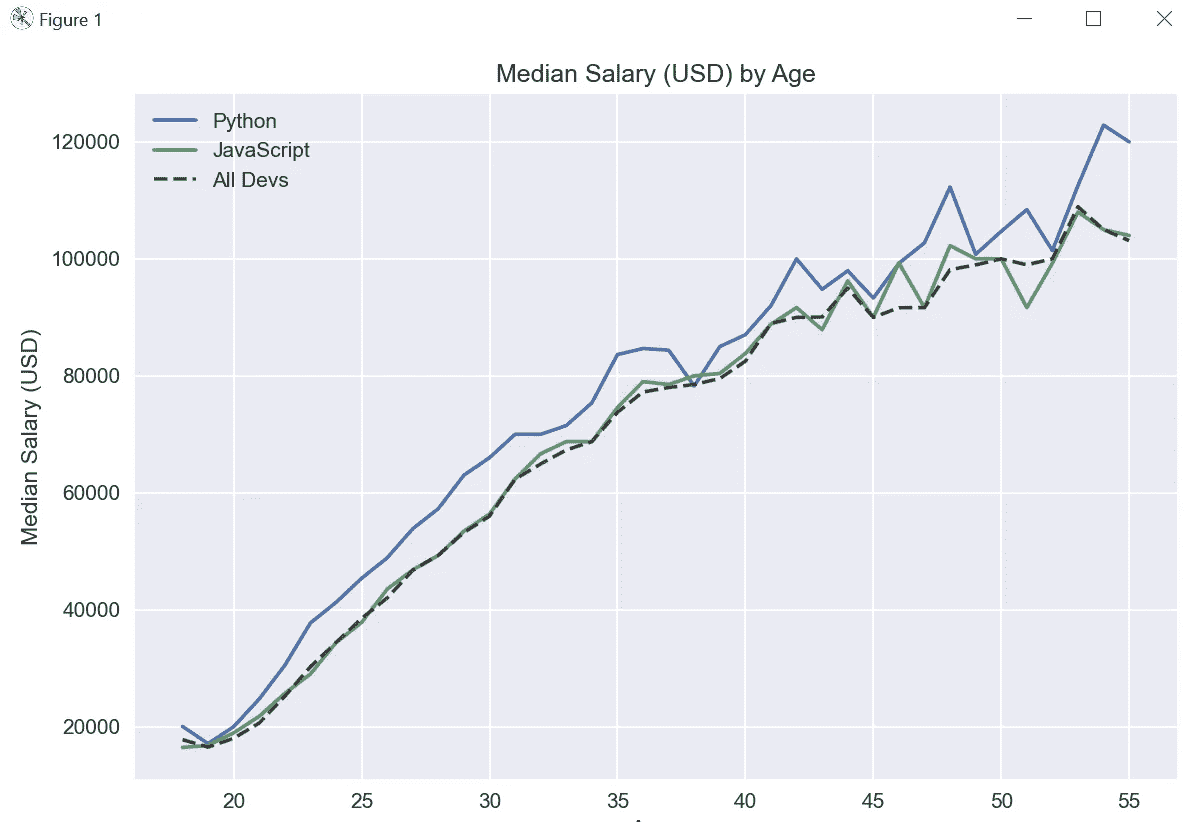 Figure 1
Median Salary (USD) by Age
Python
JavaScript
All Devs
120000
100000
80000
60000
40000
20000
Median Salary (USD)
20 25 30 35 40 45 50 55